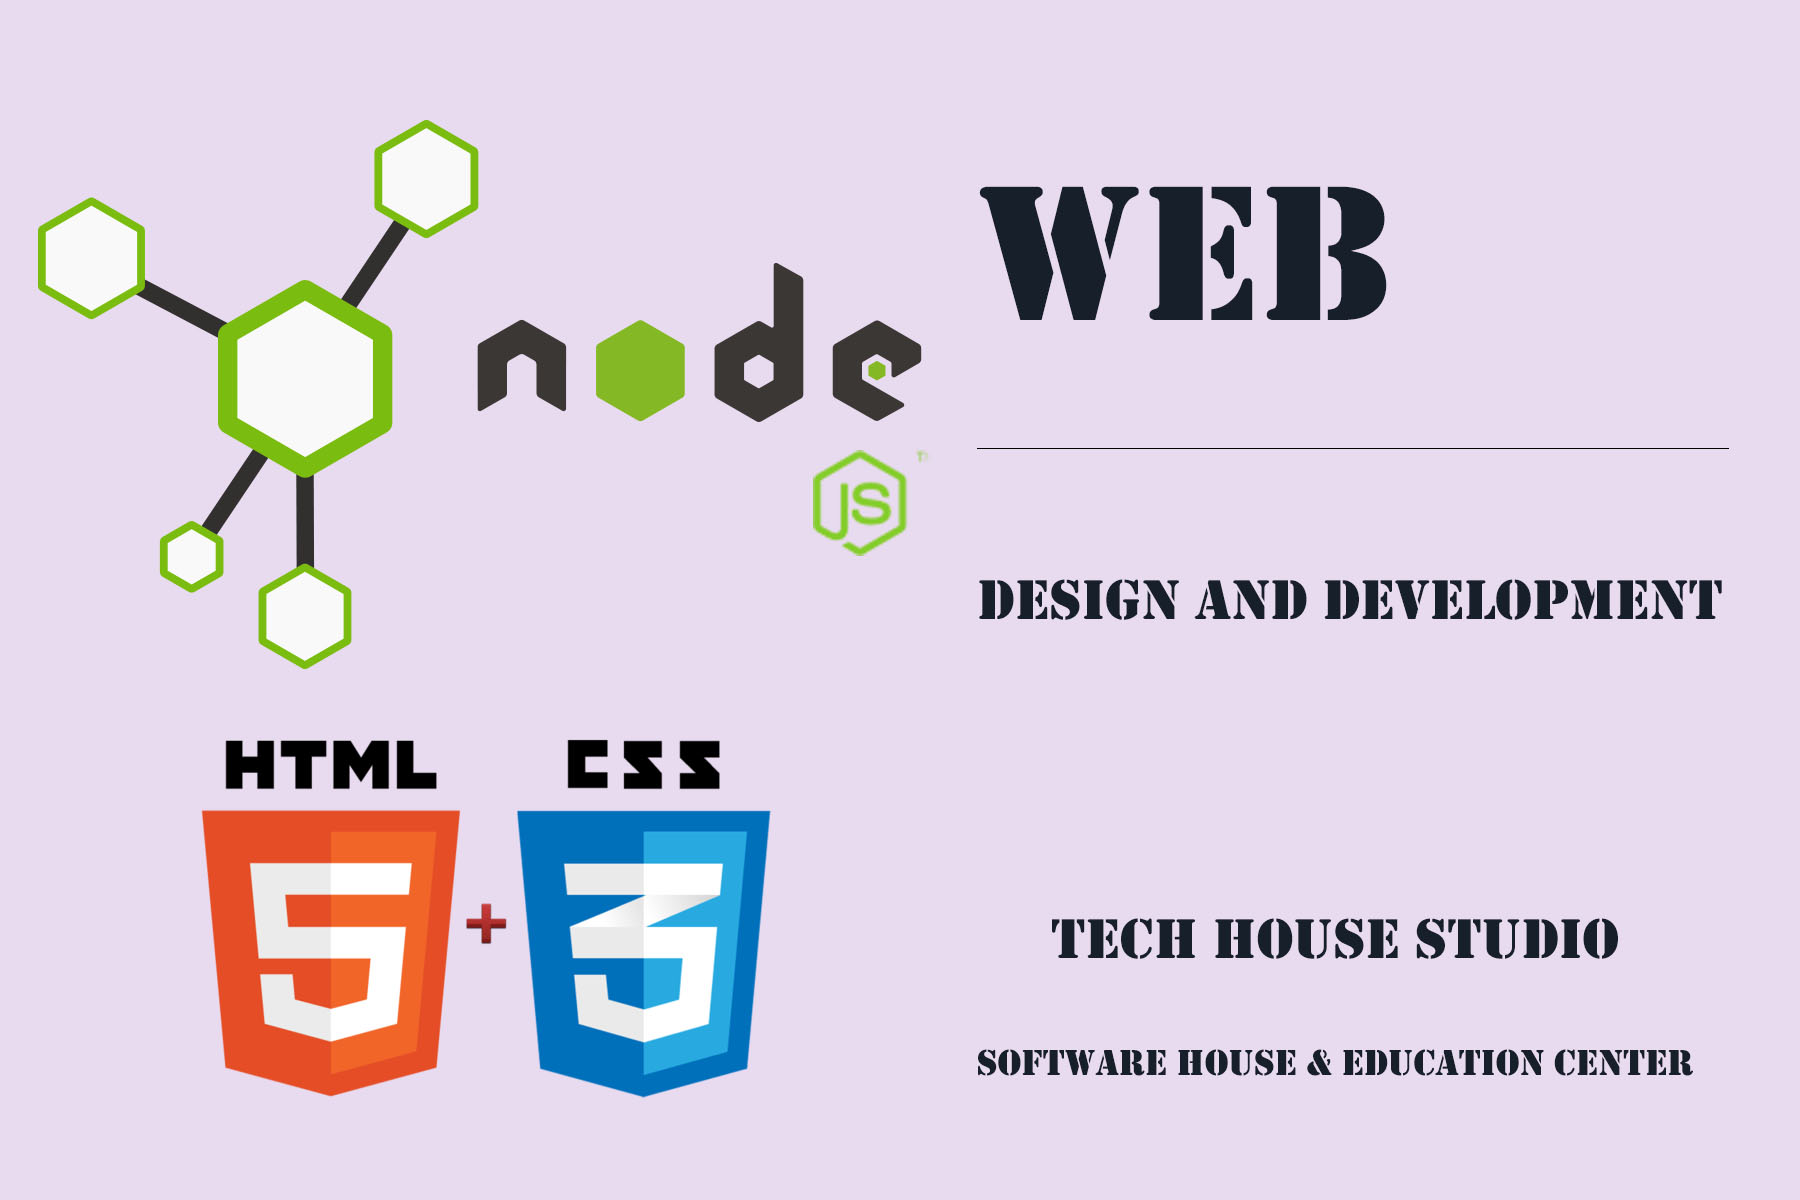 WEB
node
JS
DESIGN AND DEVELOPMENT
HTML
CSS
5
+
3
TECH HOUSE STUDIO
SOFTWARE HOUSE & EDUCATION CENTER